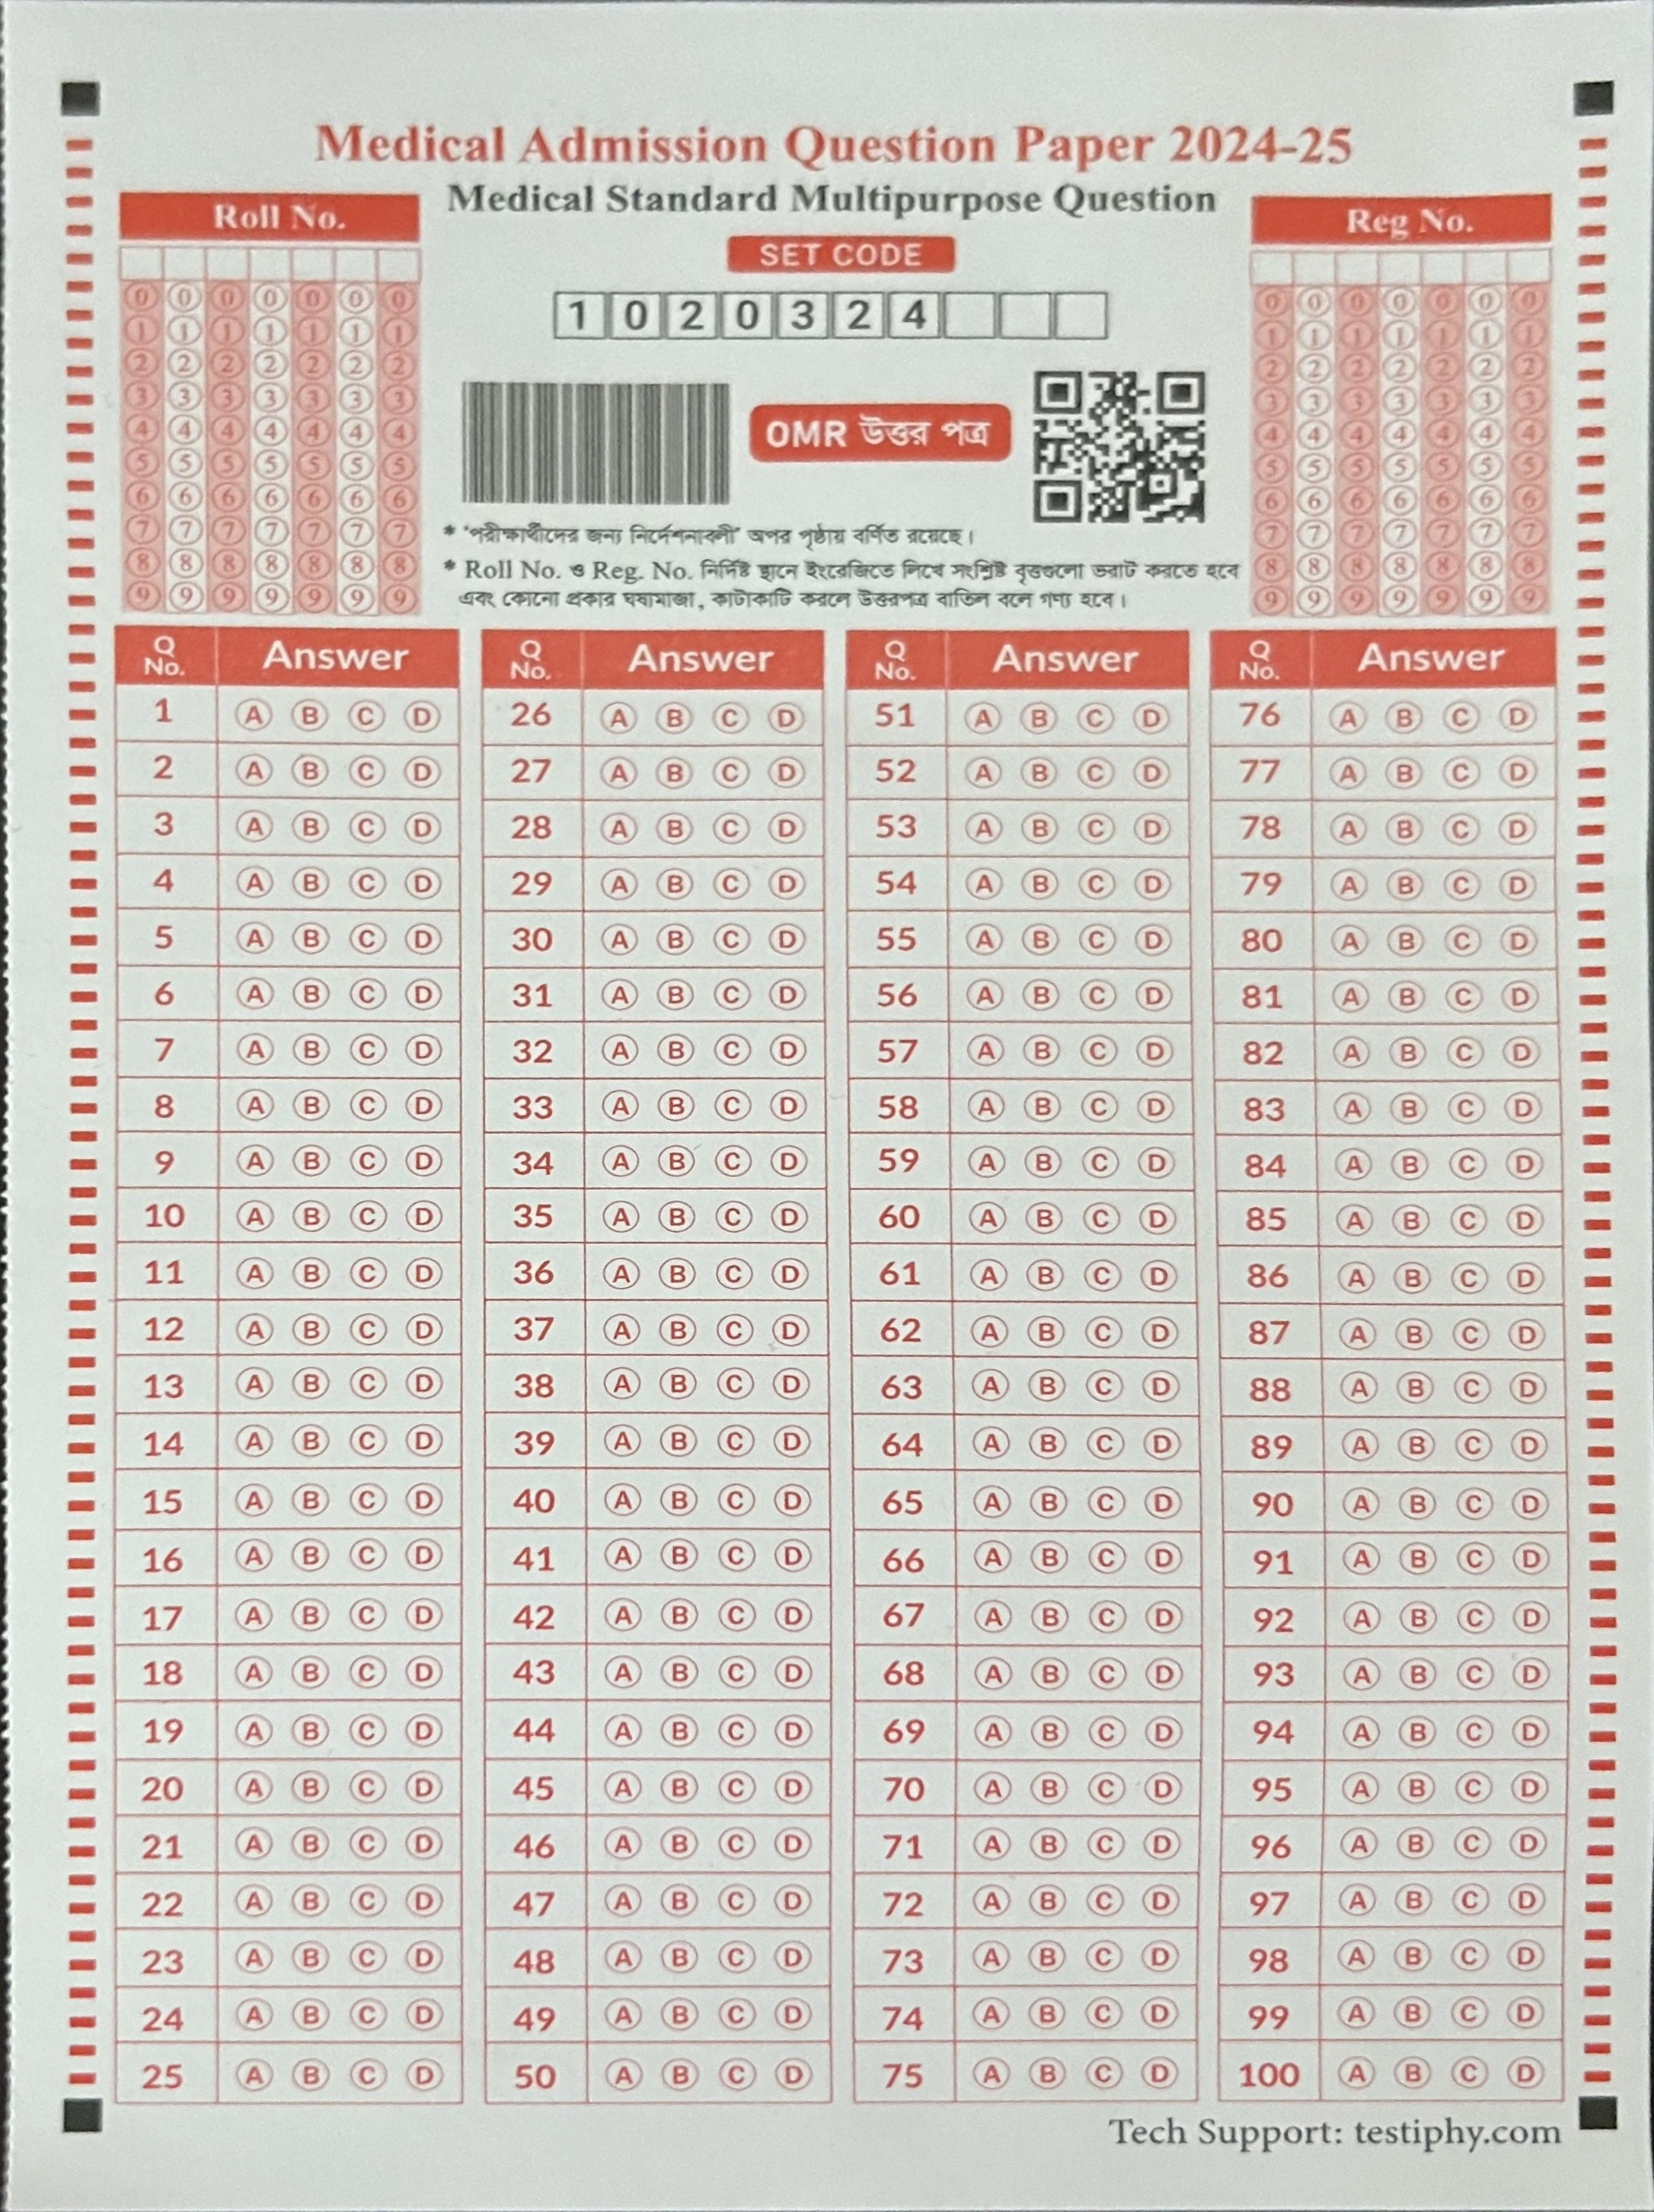 Medical Admission Question Paper 2024-25
Medical Standard Multipurpose Question
SET CODE
1 0 2 0 3 2 4
Roll No.
0 0 0 0 0 0 0
1 1 1 1 1 1 1
2 2 2 2 2 2 2
3 3 3 3 3 3 3
4 4 4 4 4 4 4
5 5 5 5 5 5 5
6 6 6 6 6 6 6
7 7 7 7 7 7 7
8 8 8 8 8 8 8
9 9 9 9 9 9 9
OMR উত্তর পত্র
* 'পরীক্ষার্থীদের জন্য নির্দেশনাবলী' অপর পৃষ্ঠায় বর্ণিত রয়েছে।
* Roll No. ও Reg. No. নির্দিষ্ট স্থানে ইংরেজিতে লিখে সংশ্লিষ্ট বৃত্তগুলো ভরাট করতে হবে
এবং কোনো প্রকার ঘষামাজা, কাটাকাটি করলে উত্তরপত্র বাতিল বলে গণ্য হবে।
Reg No.
0 0 0 0 0 0 0
1 1 1 1 1 1 1
2 2 2 2 2 2 2
3 3 3 3 3 3 3
4 4 4 4 4 4 4
5 5 5 5 5 5 5
6 6 6 6 6 6 6
7 7 7 7 7 7 7
8 8 8 8 8 8 8
9 9 9 9 9 9 9
Q No. Answer
1 A B C D
2 A B C D
3 A B C D
4 A B C D
5 A B C D
6 A B C D
7 A B C D
8 A B C D
9 A B C D
10 A B C D
11 A B C D
12 A B C D
13 A B C D
14 A B C D
15 A B C D
16 A B C D
17 A B C D
18 A B C D
19 A B C D
20 A B C D
21 A B C D
22 A B C D
23 A B C D
24 A B C D
25 A B C D
Q No. Answer
26 A B C D
27 A B C D
28 A B C D
29 A B C D
30 A B C D
31 A B C D
32 A B C D
33 A B C D
34 A B C D
35 A B C D
36 A B C D
37 A B C D
38 A B C D
39 A B C D
40 A B C D
41 A B C D
42 A B C D
43 A B C D
44 A B C D
45 A B C D
46 A B C D
47 A B C D
48 A B C D
49 A B C D
50 A B C D
Q No. Answer
51 A B C D
52 A B C D
53 A B C D
54 A B C D
55 A B C D
56 A B C D
57 A B C D
58 A B C D
59 A B C D
60 A B C D
61 A B C D
62 A B C D
63 A B C D
64 A B C D
65 A B C D
66 A B C D
67 A B C D
68 A B C D
69 A B C D
70 A B C D
71 A B C D
72 A B C D
73 A B C D
74 A B C D
75 A B C D
Q No. Answer
76 A B C D
77 A B C D
78 A B C D
79 A B C D
80 A B C D
81 A B C D
82 A B C D
83 A B C D
84 A B C D
85 A B C D
86 A B C D
87 A B C D
88 A B C D
89 A B C D
90 A B C D
91 A B C D
92 A B C D
93 A B C D
94 A B C D
95 A B C D
96 A B C D
97 A B C D
98 A B C D
99 A B C D
100 A B C D
Tech Support: testiphy.com